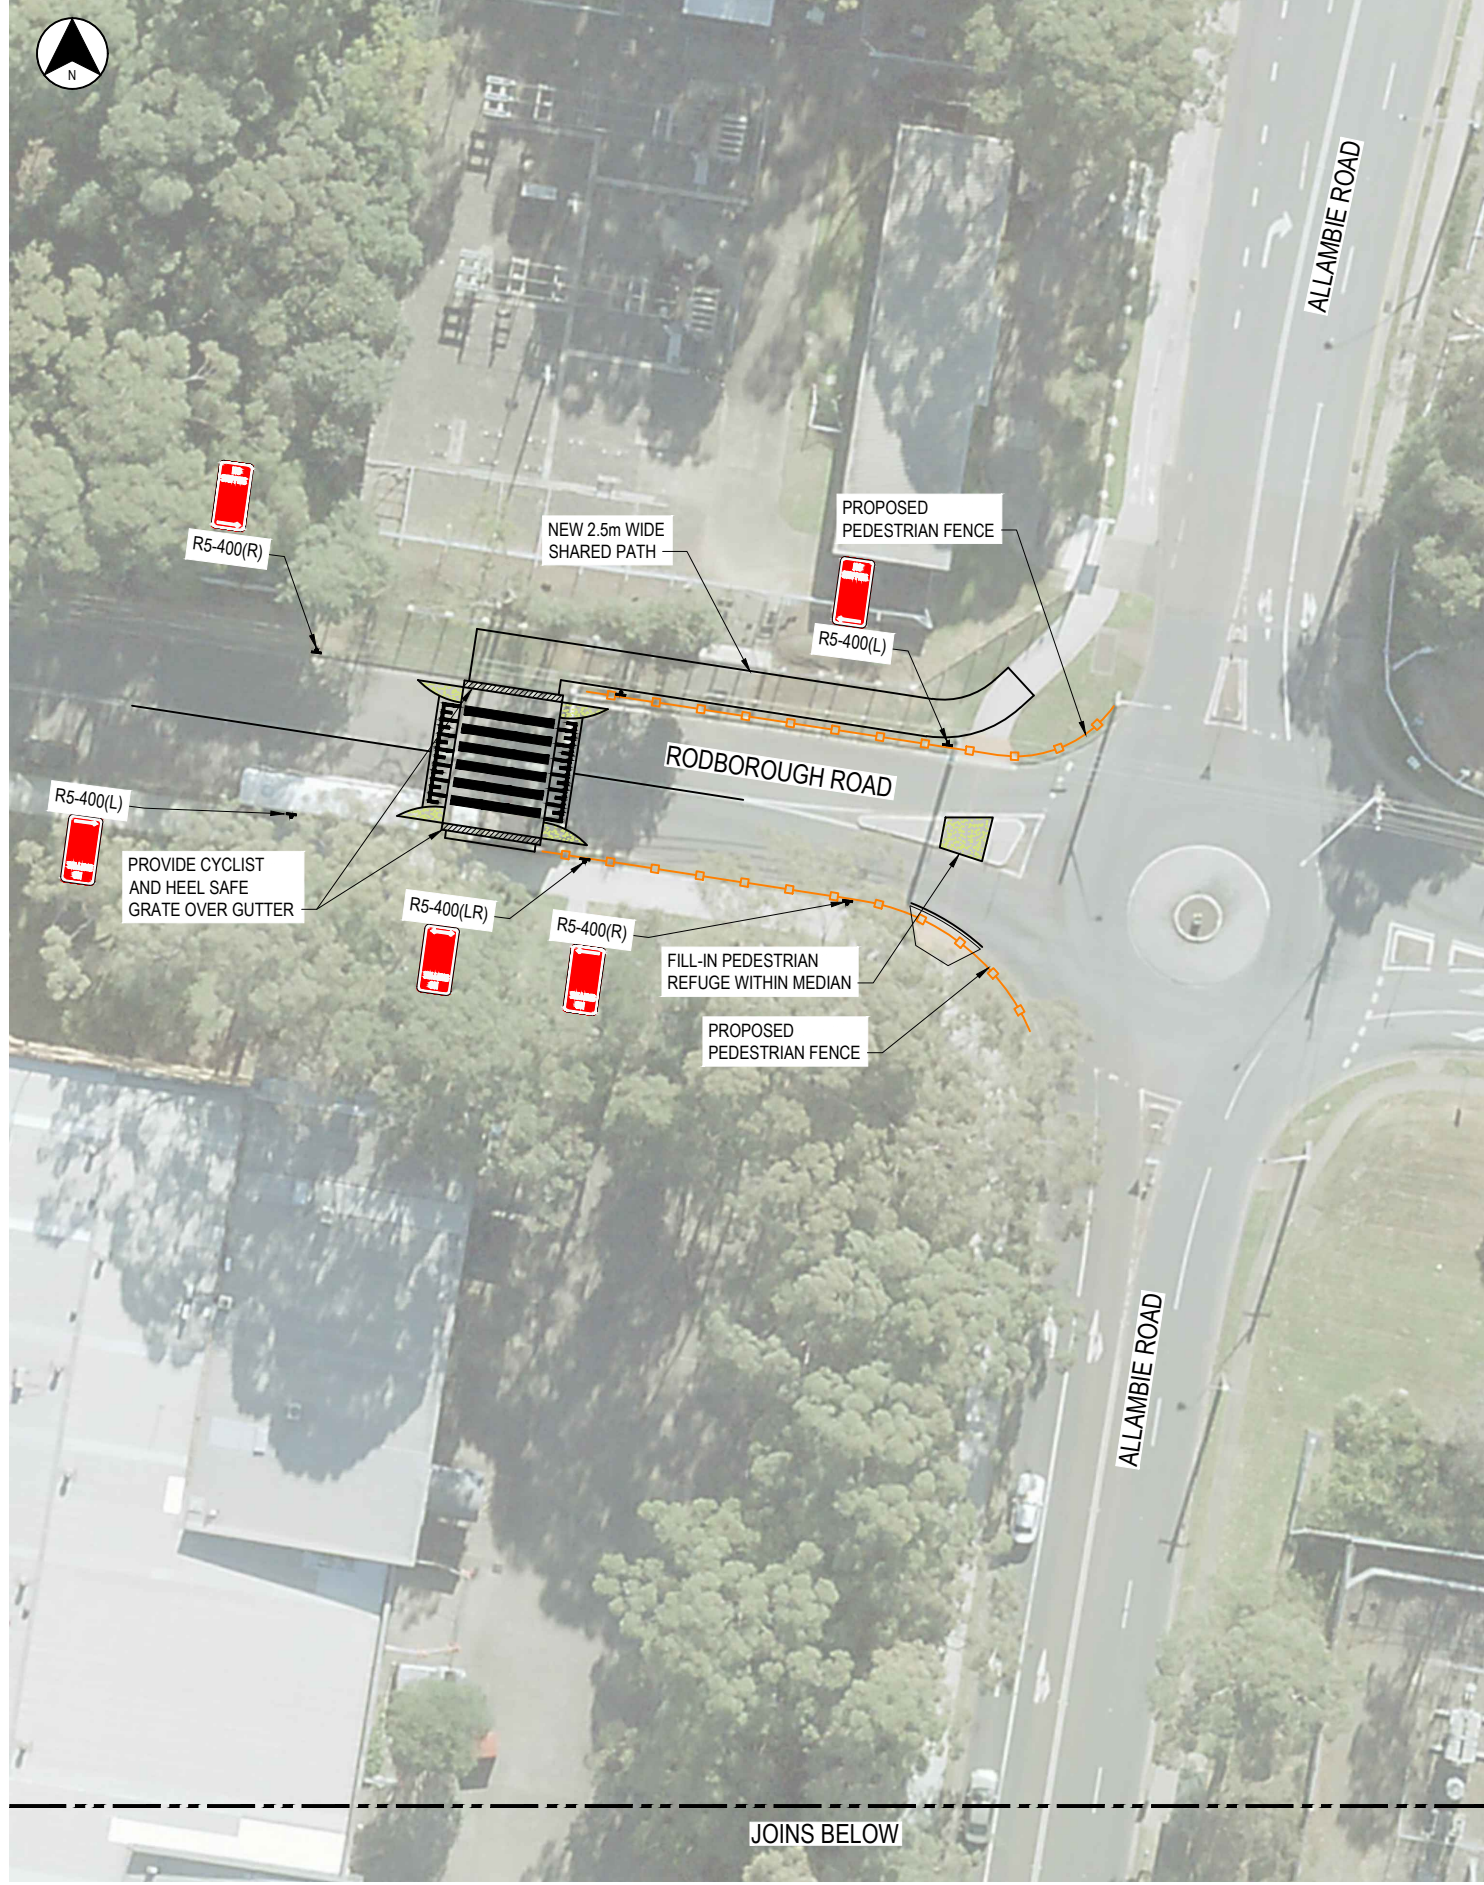 N
ALLAMBIE ROAD
PROPOSED
PEDESTRIAN FENCE
NEW 2.5m WIDE
SHARED PATH
R5-400(R)
R5-400(L)
RODBOROUGH ROAD
R5-400(L)
PROVIDE CYCLIST
AND HEEL SAFE
GRATE OVER GUTTER
R5-400(LR)
R5-400(R)
FILL-IN PEDESTRIAN
REFUGE WITHIN MEDIAN
PROPOSED
PEDESTRIAN FENCE
ALLAMBIE ROAD
JOINS BELOW